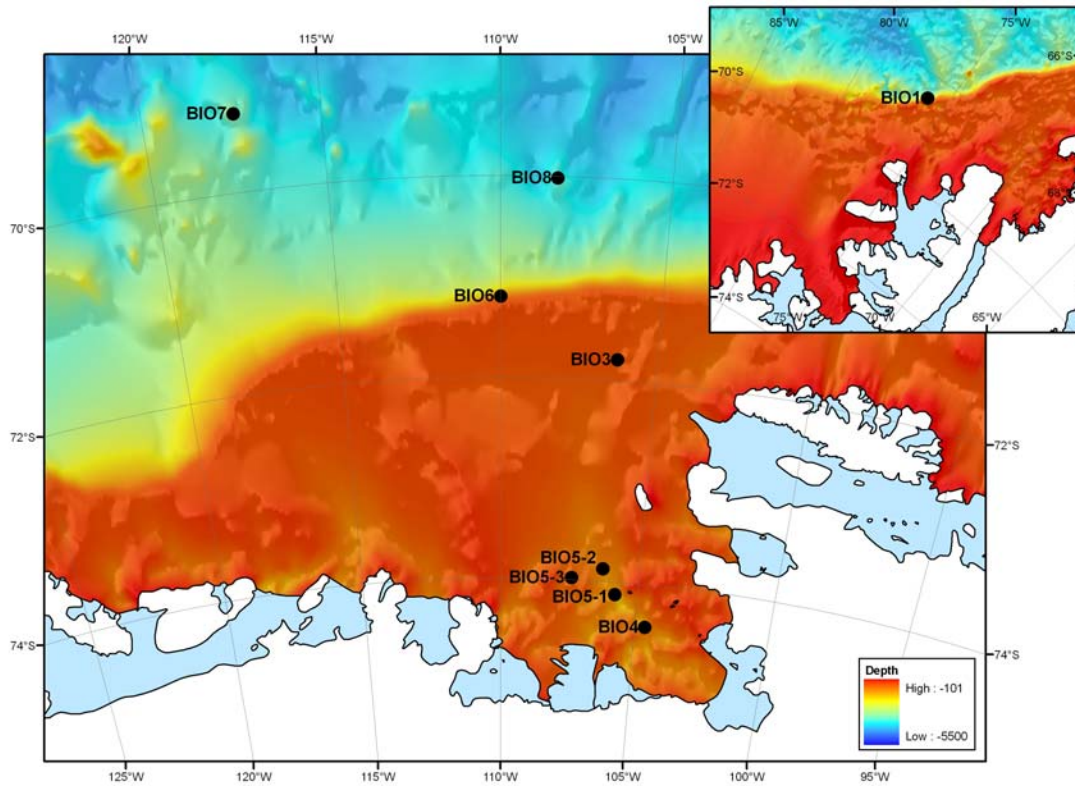 120°W
115°W
110°W
105°W
85°W
80°W
75°W
66°S
70°S
BIO1
BIO7
BIO8
72°S
68°S
70°S
BIO6
74°S
75°W
70°W
65°W
BIO3
72°S
72°S
BIO5-2
BIO5-3
BIO5-1
BIO4
74°S
74°S
Depth
High : -101
Low : -5500
125°W
120°W
115°W
110°W
105°W
100°W
95°W